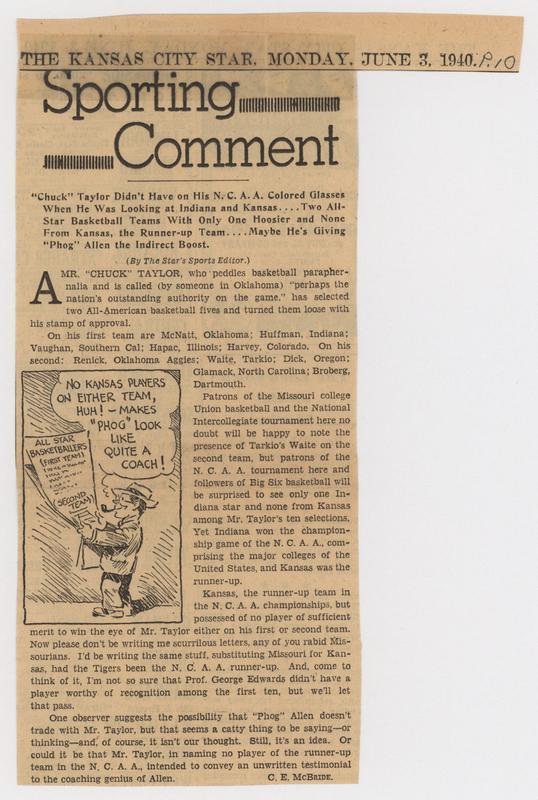 THE KANSAS CITY STAR, MONDAY, JUNE 3, 1940. P. 10
Sporting
Comment
"Chuck" Taylor Didn't Have on His N. C. A. A. Colored Glasses
When He Was Looking at Indiana and Kansas....Two All-
Star Basketball Teams With Only One Hoosier and None
From Kansas, the Runner-up Team....Maybe He's Giving
"Phog" Allen the Indirect Boost.
(By The Star's Sports Editor.)
A MR. "CHUCK" TAYLOR, who peddles basketball parapher-
nalia and is called (by someone in Oklahoma) "perhaps the
nation's outstanding authority on the game," has selected
two All-American basketball fives and turned them loose with
his stamp of approval.
On his first team are McNatt, Oklahoma; Huffman, Indiana;
Vaughan, Southern Cal; Hapac, Illinois; Harvey, Colorado. On his
second: Renick, Oklahoma Aggies; Waite, Tarkio; Dick, Oregon;
Glamack, North Carolina; Broberg,
Dartmouth.
Patrons of the Missouri college
Union basketball and the National
Intercollegiate tournament here no
doubt will be happy to note the
presence of Tarkio's Waite on the
second team, but patrons of the
N. C. A. A. tournament here and
followers of Big Six basketball will
be surprised to see only one In-
diana star and none from Kansas
among Mr. Taylor's ten selections.
Yet Indiana won the champion-
ship game of the N. C. A. A., com-
prising the major colleges of the
United States, and Kansas was the
runner-up.
Kansas, the runner-up team in
the N. C. A. A. championships, but
possessed of no player of sufficient
merit to win the eye of Mr. Taylor either on his first or second team.
Now please don't be writing me scurrilous letters, any of you rabid Mis-
sourians. I'd be writing the same stuff, substituting Missouri for Kan-
sas, had the Tigers been the N. C. A. A. runner-up. And, come to
think of it, I'm not so sure that Prof. George Edwards didn't have a
player worthy of recognition among the first ten, but we'll let
that pass.
One observer suggests the possibility that "Phog" Allen doesn't
trade with Mr. Taylor, but that seems a catty thing to be saying—or
thinking—and, of course, it isn't our thought. Still, it's an idea. Or
could it be that Mr. Taylor, in naming no player of the runner-up
team in the N. C. A. A., intended to convey an unwritten testimonial
to the coaching genius of Allen. C. E. McBRIDE.
NO KANSAS PLAYERS
ON EITHER TEAM,
HUH! – MAKES
"PHOG" LOOK
LIKE
QUITE A
COACH!
ALL STAR
BASKETBALLERS
(FIRST TEAM)
(SECOND
TEAM)